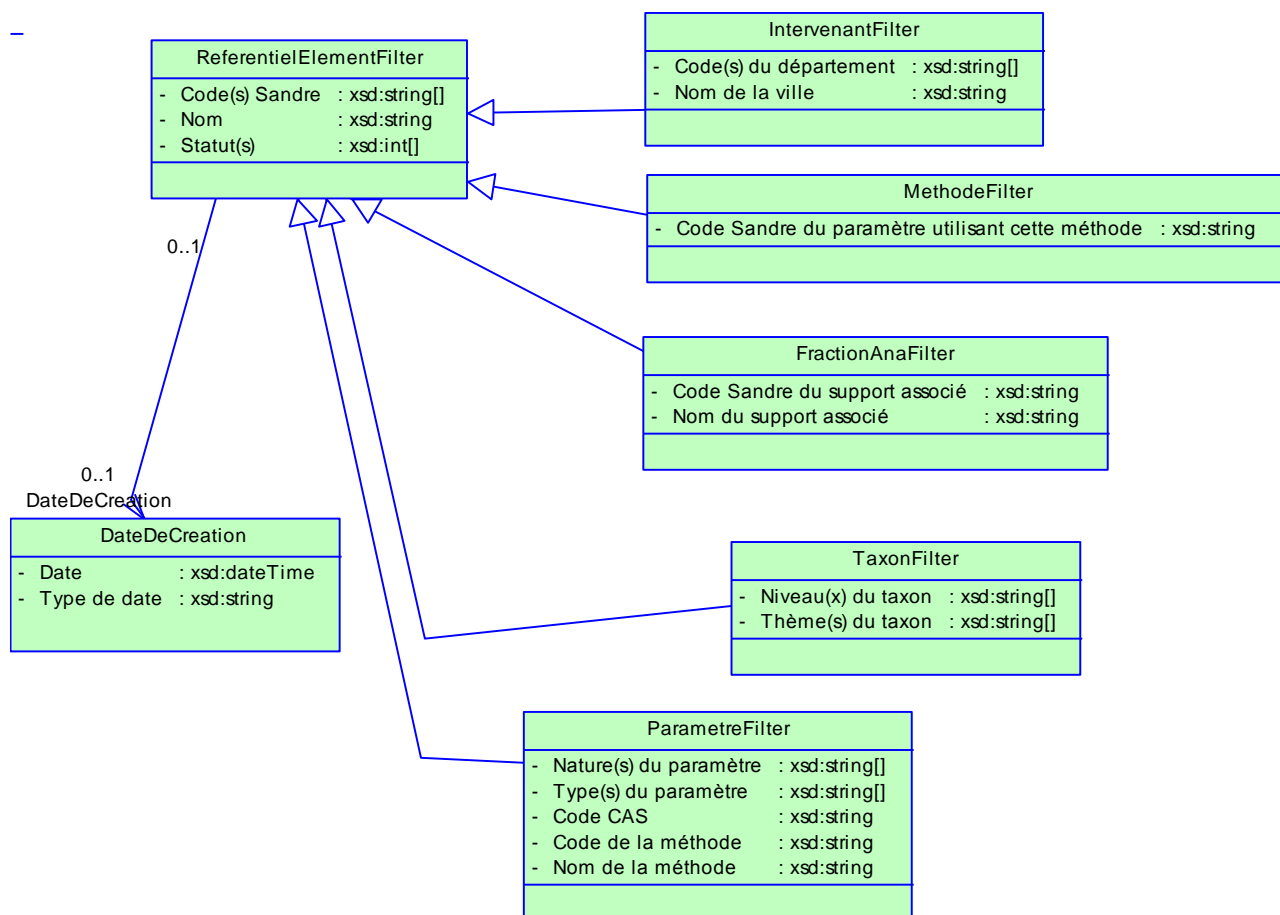 ReferentielElementFilter
- Code(s) Sandre : xsd:string[]
- Nom : xsd:string
- Statut(s) : xsd:int[]
IntervenantFilter
- Code(s) du département : xsd:string[]
- Nom de la ville : xsd:string
MethodeFilter
- Code Sandre du paramètre utilisant cette méthode : xsd:string
0..1
FractionAnaFilter
- Code Sandre du support associé : xsd:string
- Nom du support associé : xsd:string
0..1
DateDeCreation
DateDeCreation
- Date : xsd:dateTime
- Type de date : xsd:string
TaxonFilter
- Niveau(x) du taxon : xsd:string[]
- Thème(s) du taxon : xsd:string[]
ParametreFilter
- Nature(s) du paramètre : xsd:string[]
- Type(s) du paramètre : xsd:string[]
- Code CAS : xsd:string
- Code de la méthode : xsd:string
- Nom de la méthode : xsd:string